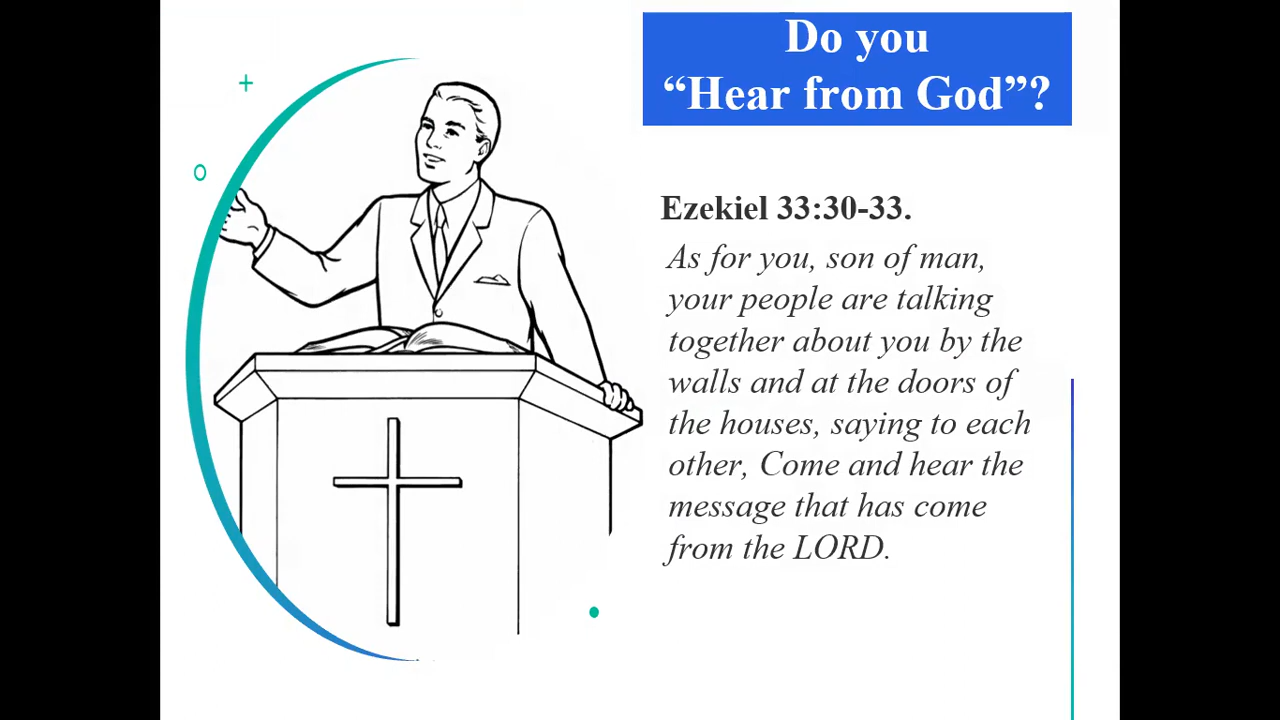 Do you
“Hear from God”?
Ezekiel 33:30-33.
As for you, son of man,
your people are talking
together about you by the
walls and at the doors of
the houses, saying to each
other, Come and hear the
message that has come
from the LORD.